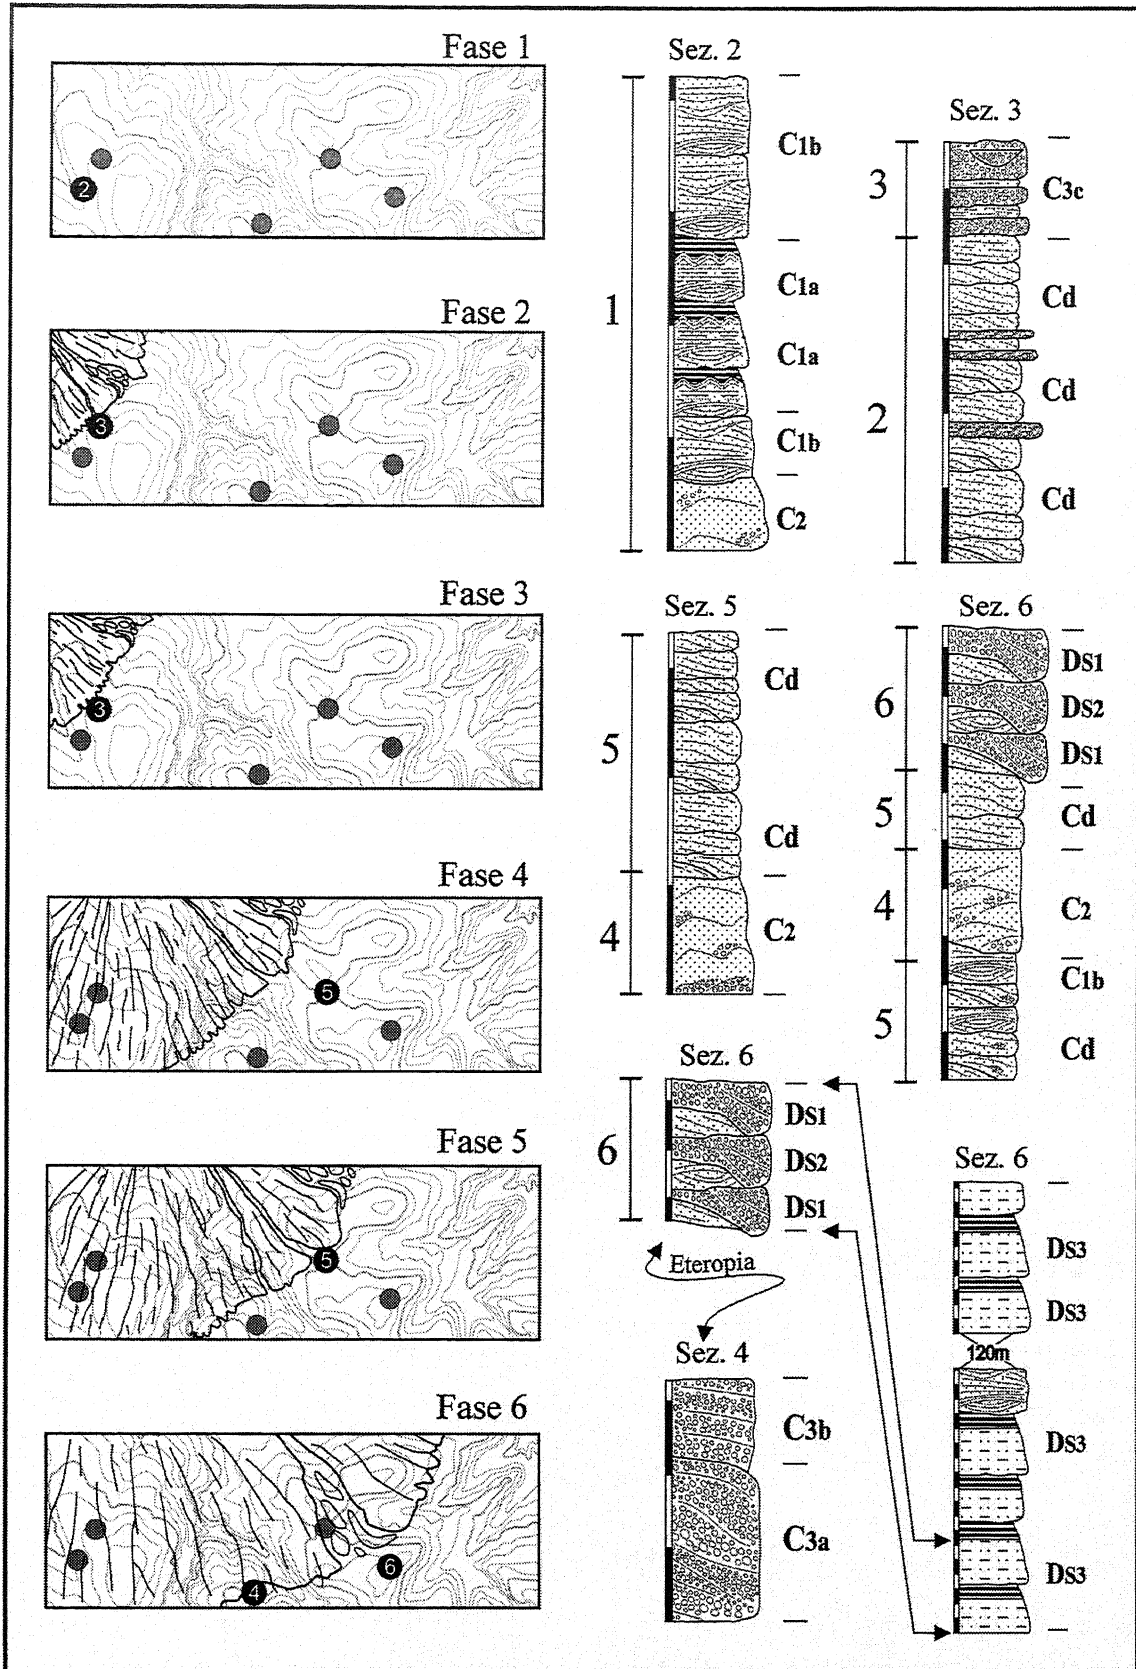 Fase 1
2
Fase 2
3
Fase 3
3
Fase 4
5
Fase 5
5
Fase 6
4
6
Sez. 2
1
C1b
C1a
C1a
C1b
C2
Sez. 3
3
C3c
2
Cd
Cd
Cd
Sez. 5
5
Cd
Cd
4
C2
Sez. 6
6
DS1
DS2
DS1
5
Cd
4
C2
5
C1b
Cd
Sez. 6
6
DS1
DS2
DS1
Eteropia
Sez. 4
C3b
C3a
Sez. 6
DS3
DS3
120m
DS3
DS3